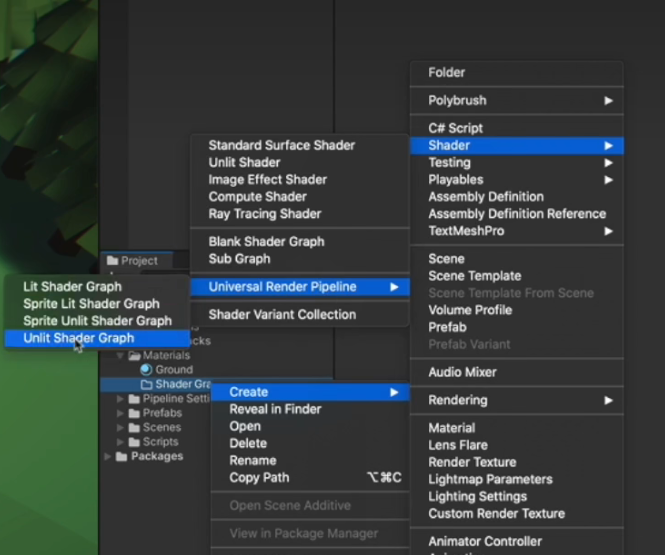 Folder
Polybrush
C# Script
Shader
Testing
Playables
Assembly Definition
Assembly Definition Reference
TextMeshPro
Scene
Scene Template
Scene Template From Scene
Volume Profile
Prefab
Prefab Variant
Audio Mixer
Rendering
Material
Lens Flare
Render Texture
Lightmap Parameters
Lighting Settings
Custom Render Texture
Animator Controller
Standard Surface Shader
Unlit Shader
Image Effect Shader
Compute Shader
Ray Tracing Shader
Blank Shader Graph
Sub Graph
Universal Render Pipeline
Shader Variant Collection
Lit Shader Graph
Sprite Lit Shader Graph
Sprite Unlit Shader Graph
Unlit Shader Graph
Project
Materials
Ground
Shader Gra
Pipeline Setti
Prefabs
Scenes
Scripts
Packages
Create
Reveal in Finder
Open
Delete
Rename
Copy Path ⌥⌘C
Open Scene Additive
View in Package Manager